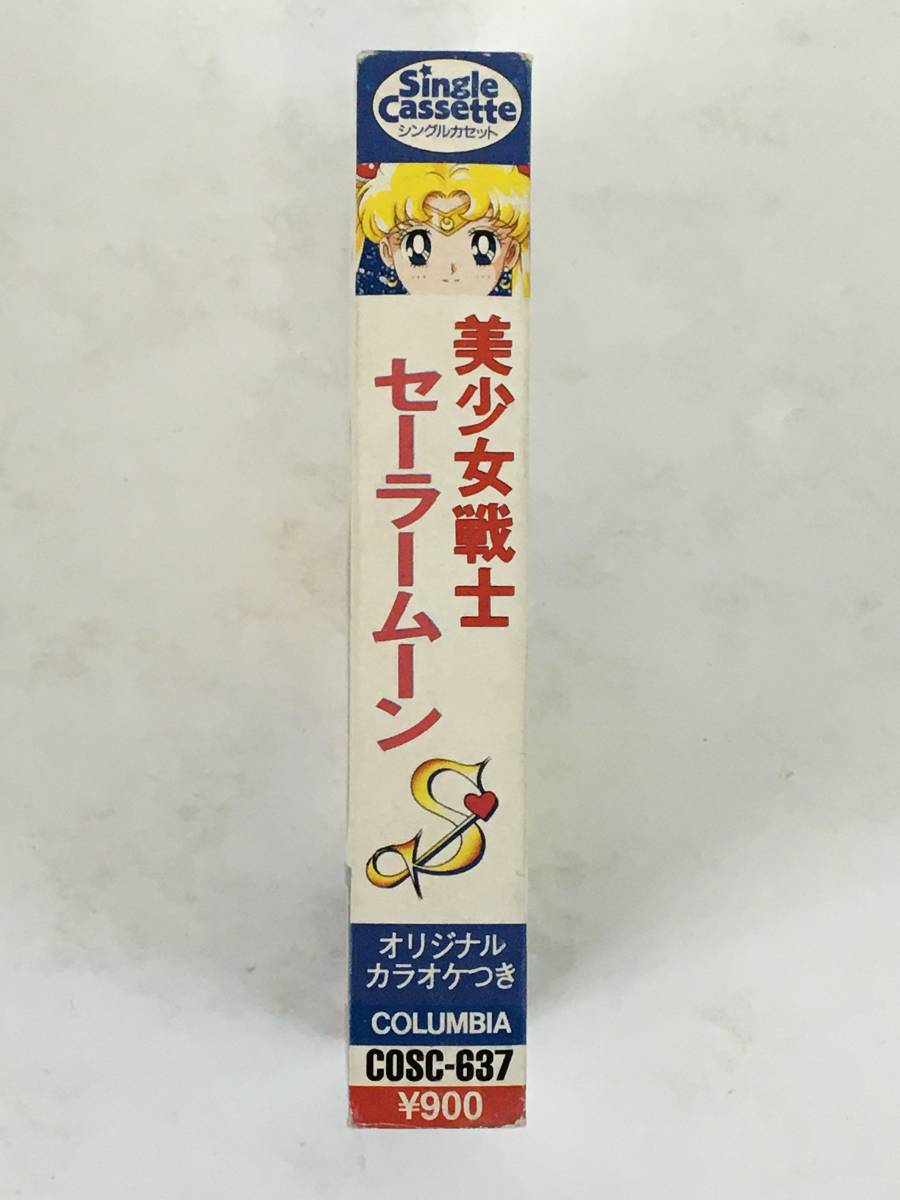 Single
Cassette
シングルカセット
美少女戦士
セーラームーン
S
オリジナル
カラオケつき
COLUMBIA
COSC-637
¥900